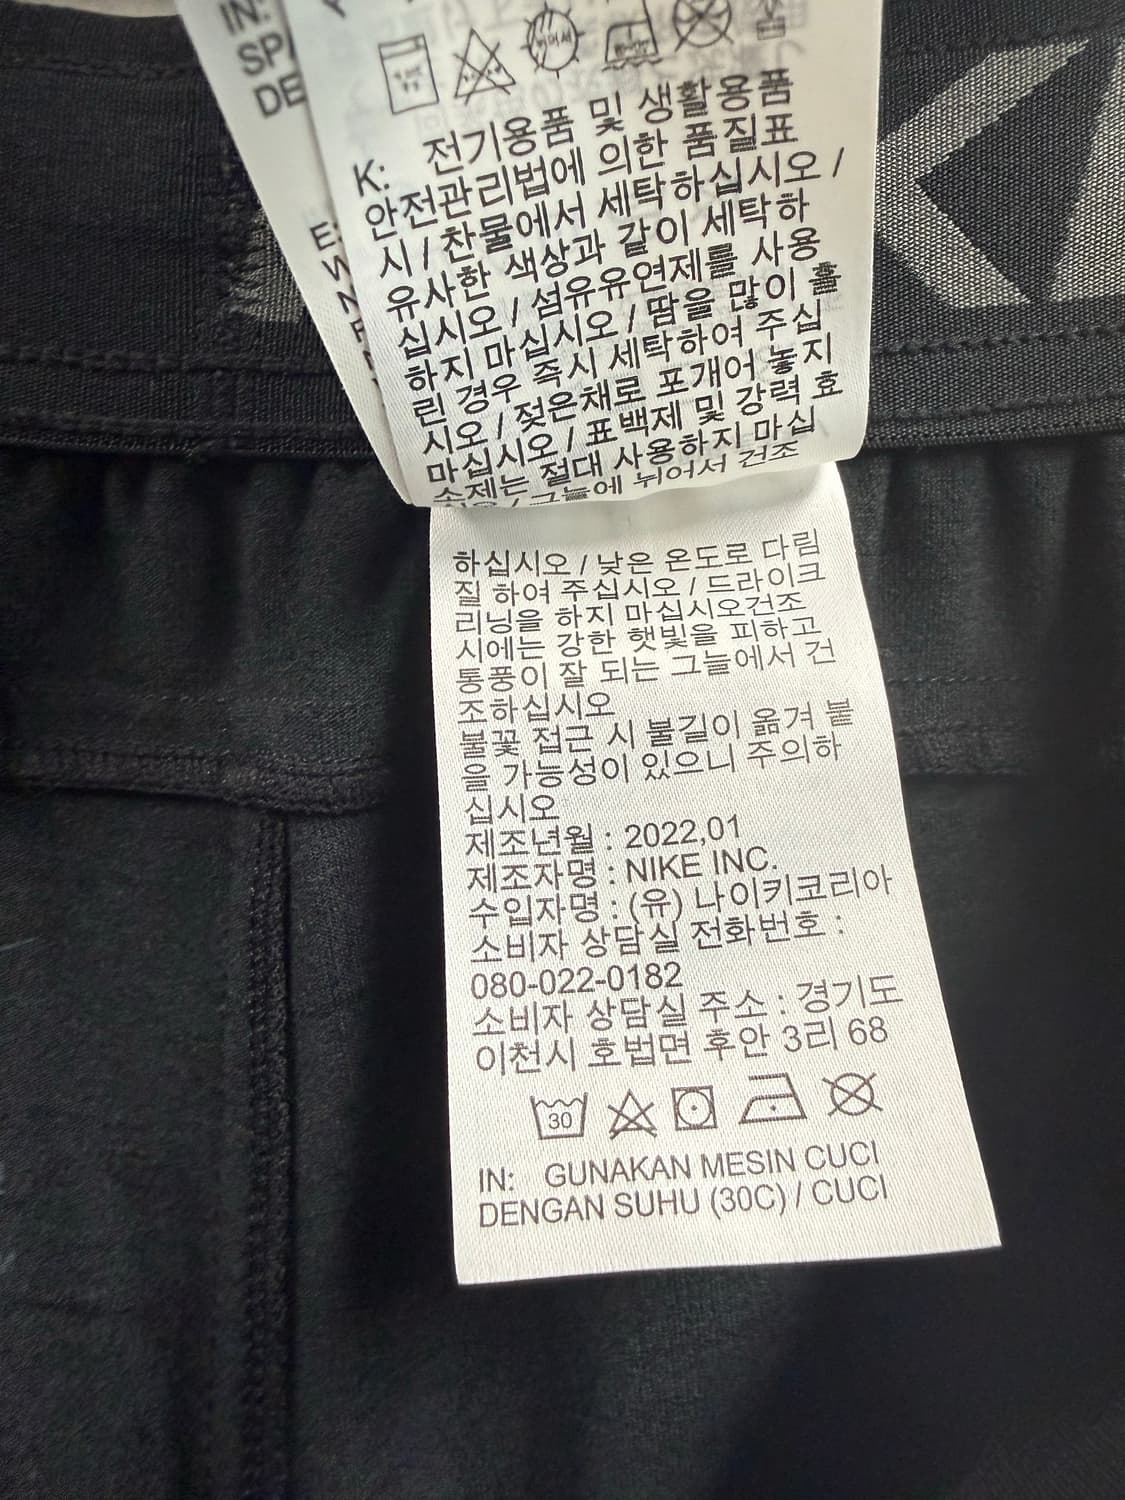 IN:
SPA
DE
E:
K: 전기용품 및 생활용품
안전관리법에 의한 품질표
시 / 찬물에서 세탁하십시오 /
유사한 색상과 같이 세탁하
십시오 / 섬유유연제를 사용
하지 마십시오 / 땀을 많이 흘
린 경우 즉시 세탁하여 주십
시오 / 젖은채로 포개어 놓지
마십시오 / 표백제 및 강력 효
소제는 절대 사용하지 마십
시오 / 그늘에 뉘어서 건조
하십시오 / 낮은 온도로 다림
질 하여 주십시오 / 드라이크
리닝을 하지 마십시오건조
시에는 강한 햇빛을 피하고
통풍이 잘 되는 그늘에서 건
조하십시오
불꽃 접근 시 불길이 옮겨 붙
을 가능성이 있으니 주의하
십시오
제조년월 : 2022,01
제조자명 : NIKE INC.
수입자명 : (유) 나이키코리아
소비자 상담실 전화번호 :
080-022-0182
소비자 상담실 주소 : 경기도
이천시 호법면 후안 3리 68
30
IN: GUNAKAN MESIN CUCI
DENGAN SUHU (30C) / CUCI